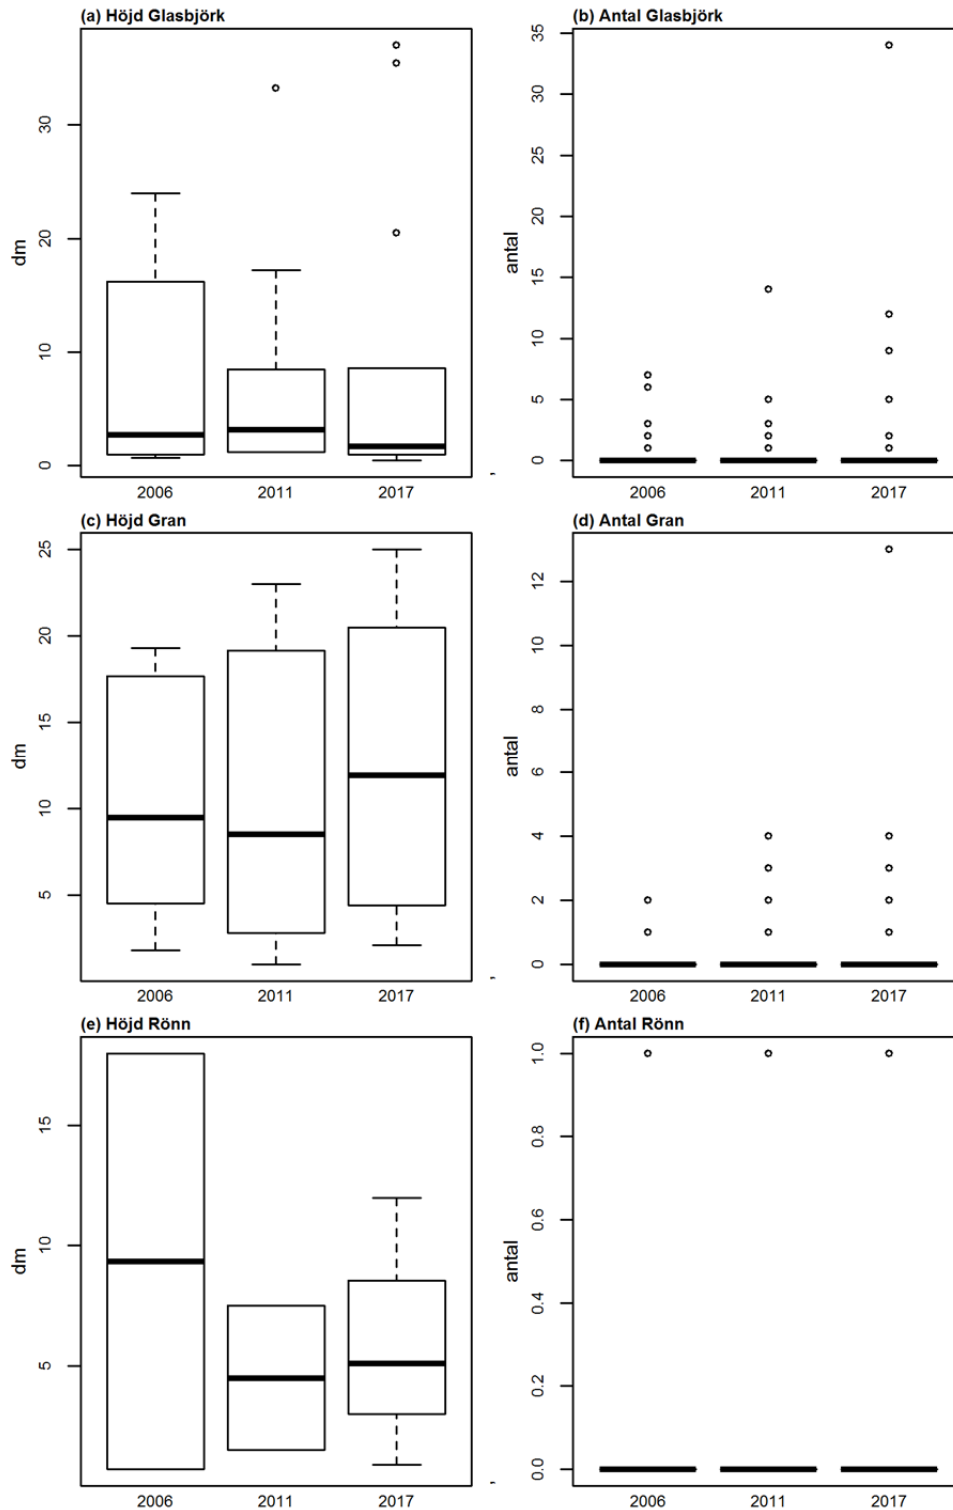 (a) Höjd Glasbjörk
dm
30
20
10
0
2006 2011 2017
(b) Antal Glasbjörk
antal
35
30
25
20
15
10
5
0
2006 2011 2017
(c) Höjd Gran
dm
25
20
15
10
5
2006 2011 2017
(d) Antal Gran
antal
12
10
8
6
4
2
0
2006 2011 2017
(e) Höjd Rönn
dm
15
10
5
2006 2011 2017
(f) Antal Rönn
antal
1.0
0.8
0.6
0.4
0.2
0.0
2006 2011 2017